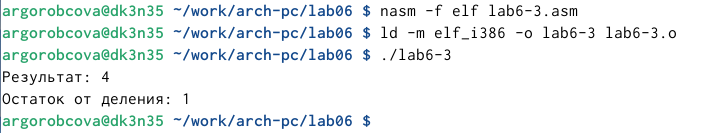 argorobcova@dk3n35 ~/work/arch-pc/lab06 $ nasm -f elf lab6-3.asm
argorobcova@dk3n35 ~/work/arch-pc/lab06 $ ld -m elf_i386 -o lab6-3 lab6-3.o
argorobcova@dk3n35 ~/work/arch-pc/lab06 $ ./lab6-3
Результат: 4
Остаток от деления: 1
argorobcova@dk3n35 ~/work/arch-pc/lab06 $